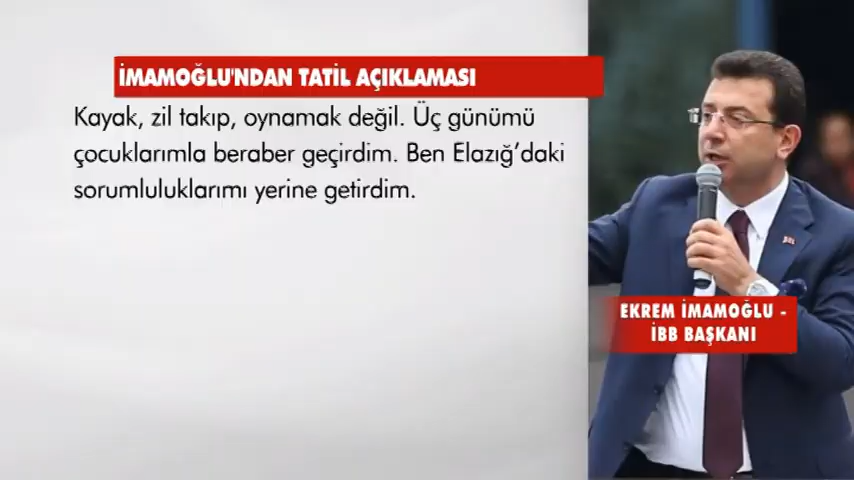 İMAMOĞLU'NDAN TATİL AÇIKLAMASI
Kayak, zil takıp, oynamak değil. Üç günümü
çocuklarımla beraber geçirdim. Ben Elazığ’daki
sorumluluklarımı yerine getirdim.
EKREM İMAMOĞLU -
İBB BAŞKANI